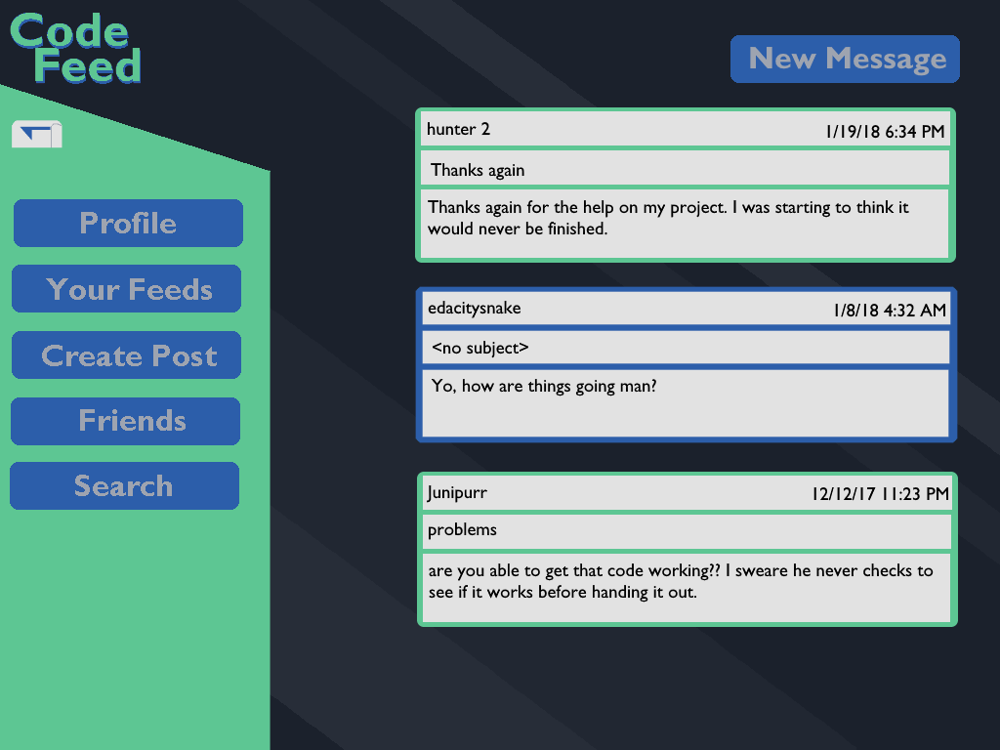 Code
Feed
New Message
Profile
Your Feeds
Create Post
Friends
Search
hunter 2
1/19/18 6:34 PM
Thanks again
Thanks again for the help on my project. I was starting to think it
would never be finished.
edacitysnake
1/8/18 4:32 AM
<no subject>
Yo, how are things going man?
Junipurr
12/12/17 11:23 PM
problems
are you able to get that code working?? I sweare he never checks to
see if it works before handing it out.